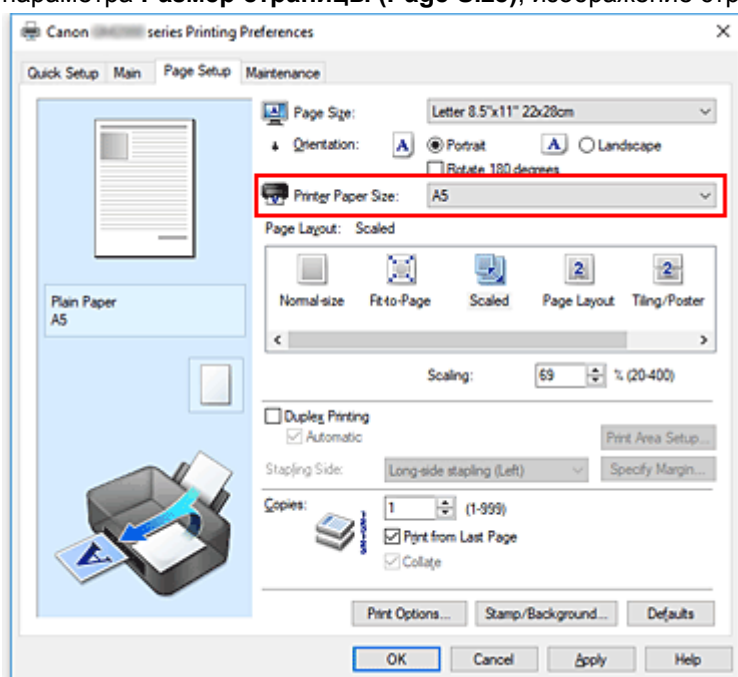 параметра Размер страницы (Page Size), изображение
Canon series Printing Preferences
Quick Setup Main Page Setup Maintenance
Page Size: Letter 8.5"x11" 22x28cm
Orientation: A Portrait A Landscape
Rotate 180 degrees
Printer Paper Size: A5
Page Layout: Scaled
Normal-size Fit-to-Page Scaled Page Layout Tiling/Poster
Plain Paper
A5
Scaling: 69 % (20-400)
Duplex Printing
Automatic
Print Area Setup...
Stapling Side: Long-side stapling (Left) Specify Margin...
Copies: 1 (1-999)
Print from Last Page
Collate
Print Options... Stamp/Background... Defaults
OK Cancel Apply Help